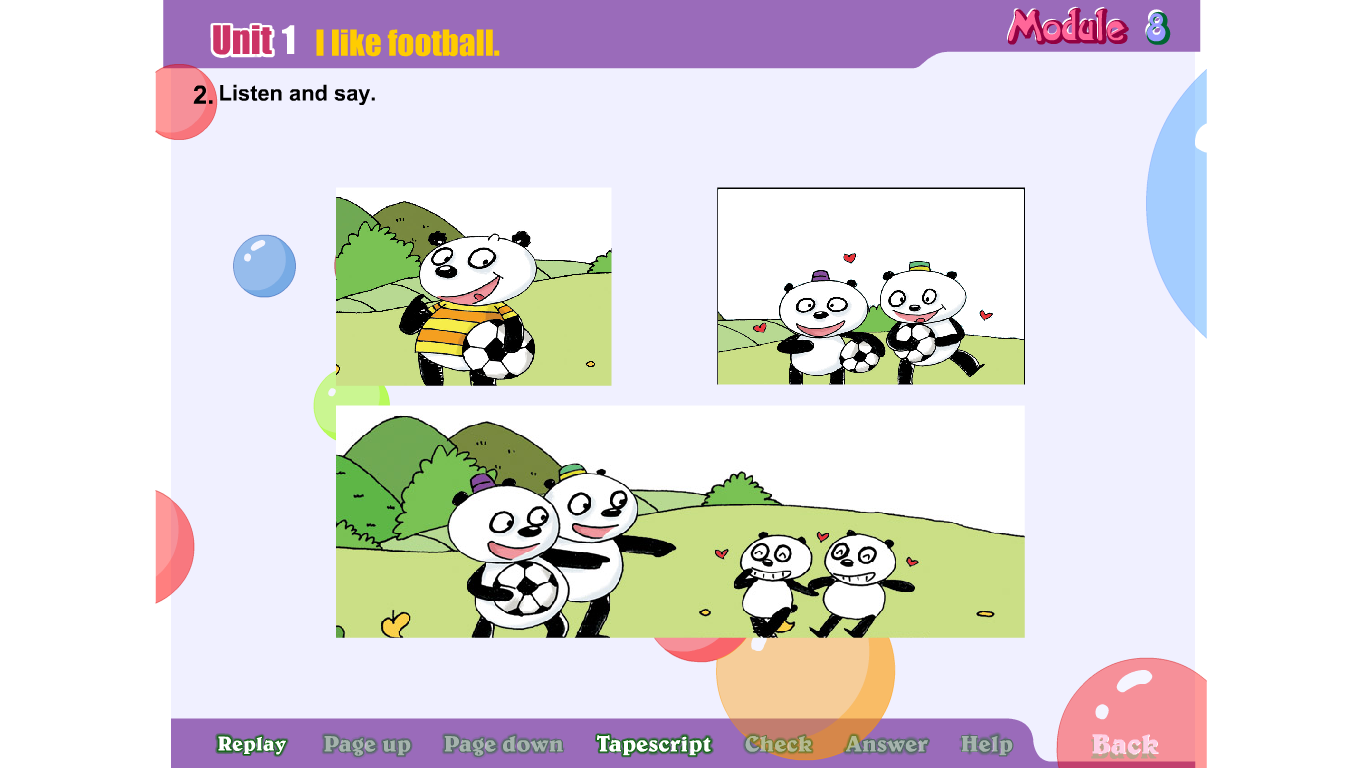 Unit 1 I like football.
Module 8
2. Listen and say.
Replay Page up Page down Tapescript Check Answer Help Back